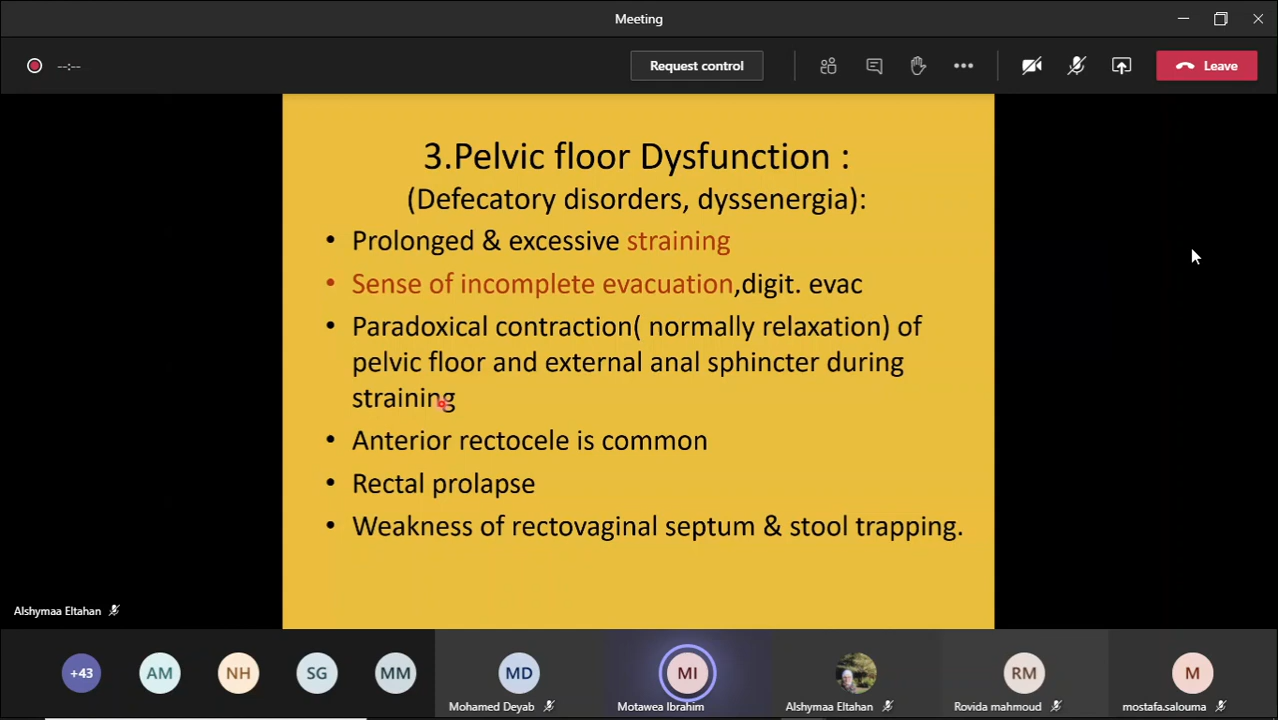 Meeting
--:--
Request control
Leave
3.Pelvic floor Dysfunction :
(Defecatory disorders, dyssenergia):
• Prolonged & excessive straining
• Sense of incomplete evacuation,digit. evac
• Paradoxical contraction( normally relaxation) of
pelvic floor and external anal sphincter during
straining
• Anterior rectocele is common
• Rectal prolapse
• Weakness of rectovaginal septum & stool trapping.
Alshymaa Eltahan
+43
AM
NH
SG
MM
MD
MI
RM
M
Mohamed Deyab
Motawea Ibrahim
Alshymaa Eltahan
Rovida mahmoud
mostafa.salouma